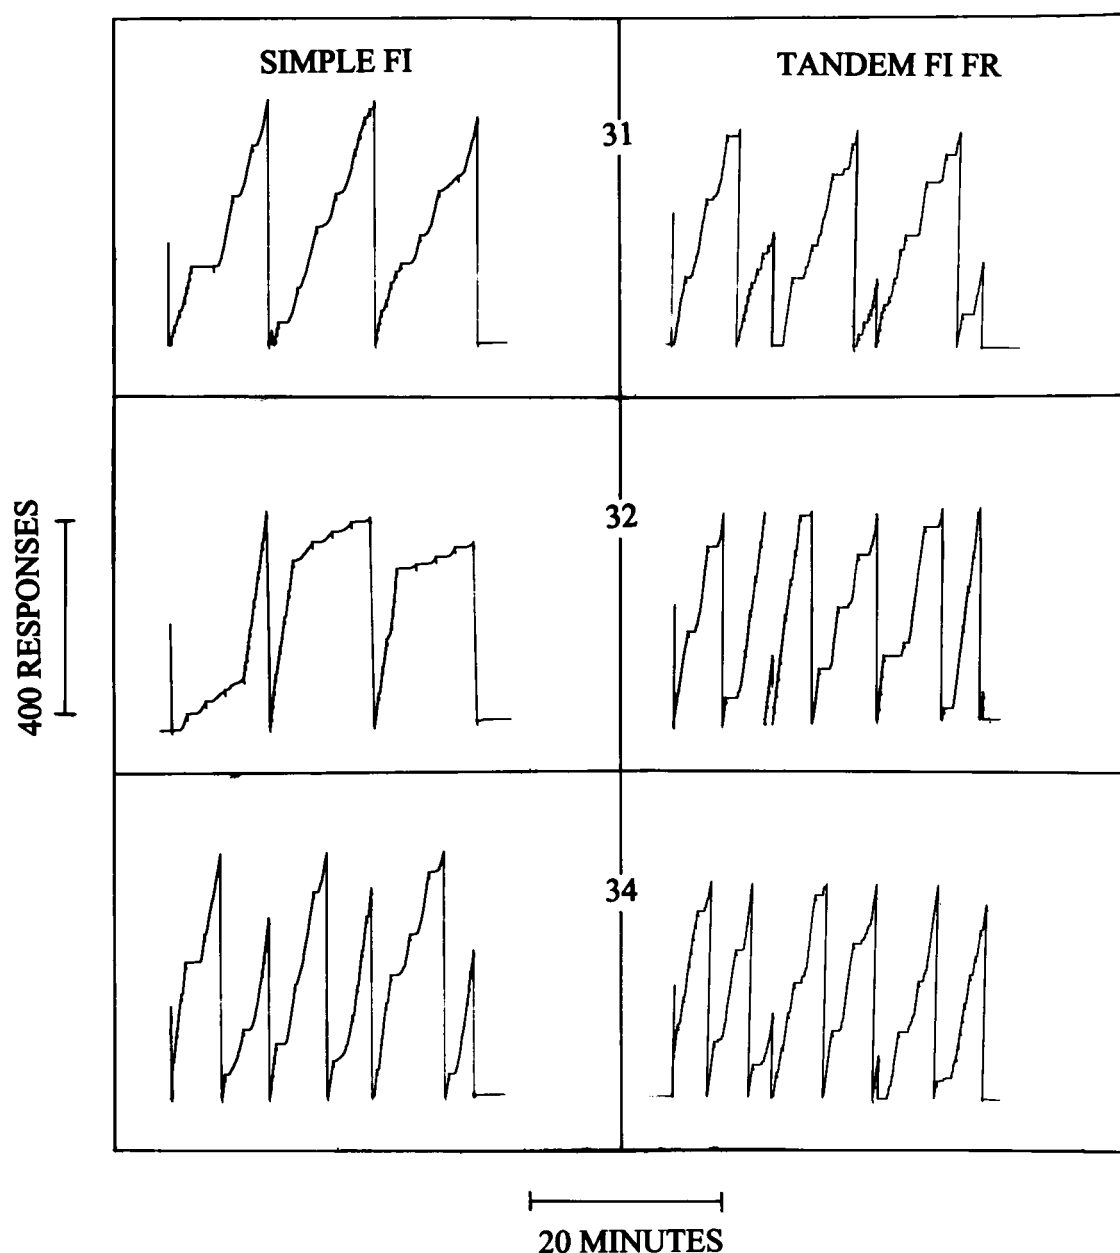 SIMPLE FI
TANDEM FI FR
31
32
34
400 RESPONSES
20 MINUTES